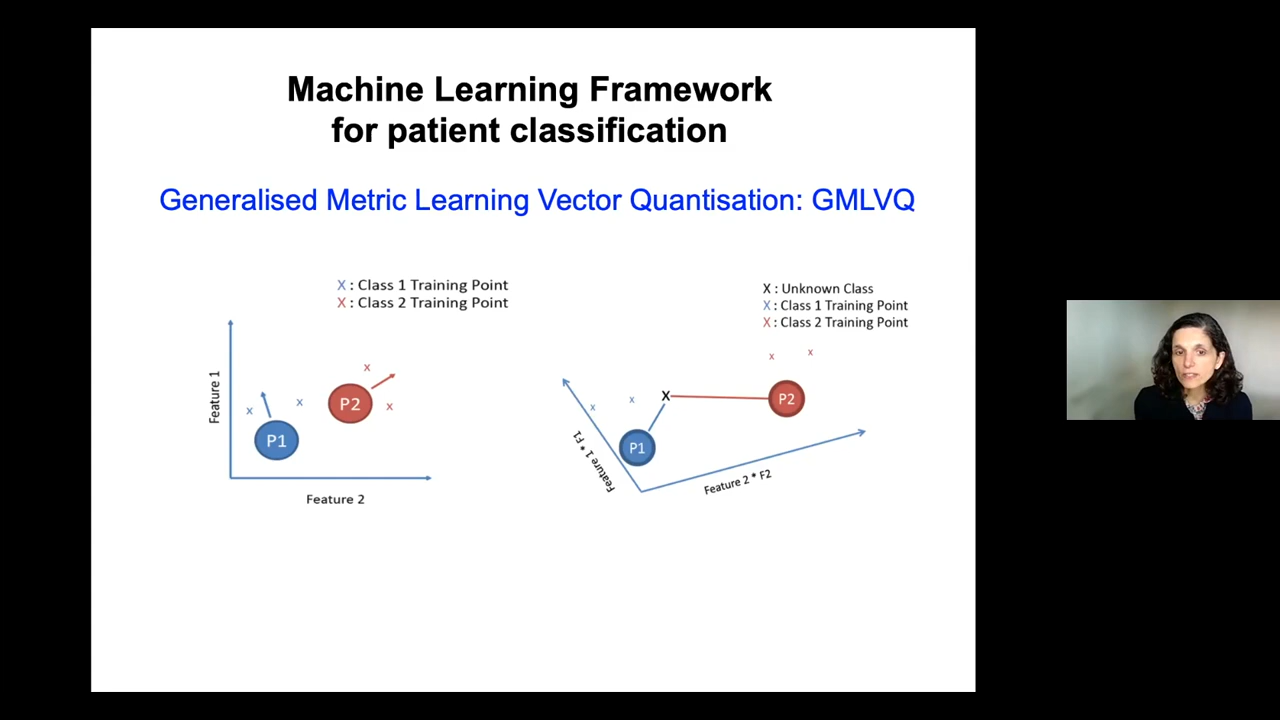 Machine Learning Framework
for patient classification
Generalised Metric Learning Vector Quantisation: GMLVQ
X : Class 1 Training Point
X : Class 2 Training Point
Feature 1
x
x
x
x
P1
P2
Feature 2
X : Unknown Class
X : Class 1 Training Point
X : Class 2 Training Point
x
x
x
x
X
P1
P2
Feature 1 * F1
Feature 2 * F2